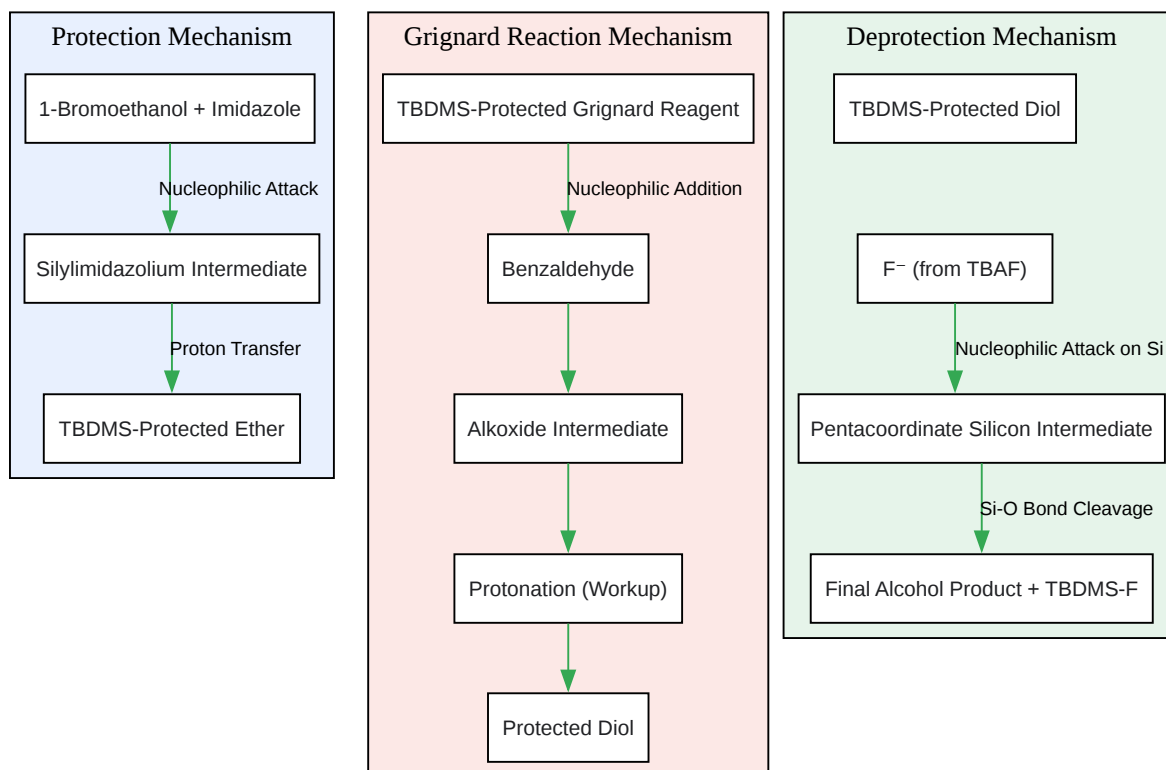 Protection Mechanism
1-Bromoethanol + Imidazole
Nucleophilic Attack
Silylimidazolium Intermediate
Proton Transfer
TBDMS-Protected Ether
Grignard Reaction Mechanism
TBDMS-Protected Grignard Reagent
Nucleophilic Addition
Benzaldehyde
Alkoxide Intermediate
Protonation (Workup)
Protected Diol
Deprotection Mechanism
TBDMS-Protected Diol
F⁻ (from TBAF)
Nucleophilic Attack on Si
Pentacoordinate Silicon Intermediate
Si-O Bond Cleavage
Final Alcohol Product + TBDMS-F